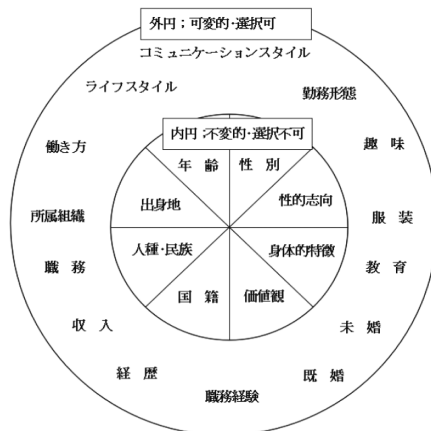 外円；可変的・選択可
コミュニケーションスタイル
ライフスタイル
勤務形態
内円；不変的・選択不可
働き方
趣 味
年 齢
性 別
出身地
性的志向
所属組織
服 装
人種・民族
身体的特徴
職 務
教 育
国 籍
価値観
収 入
未 婚
経 歴
既 婚
職務経験